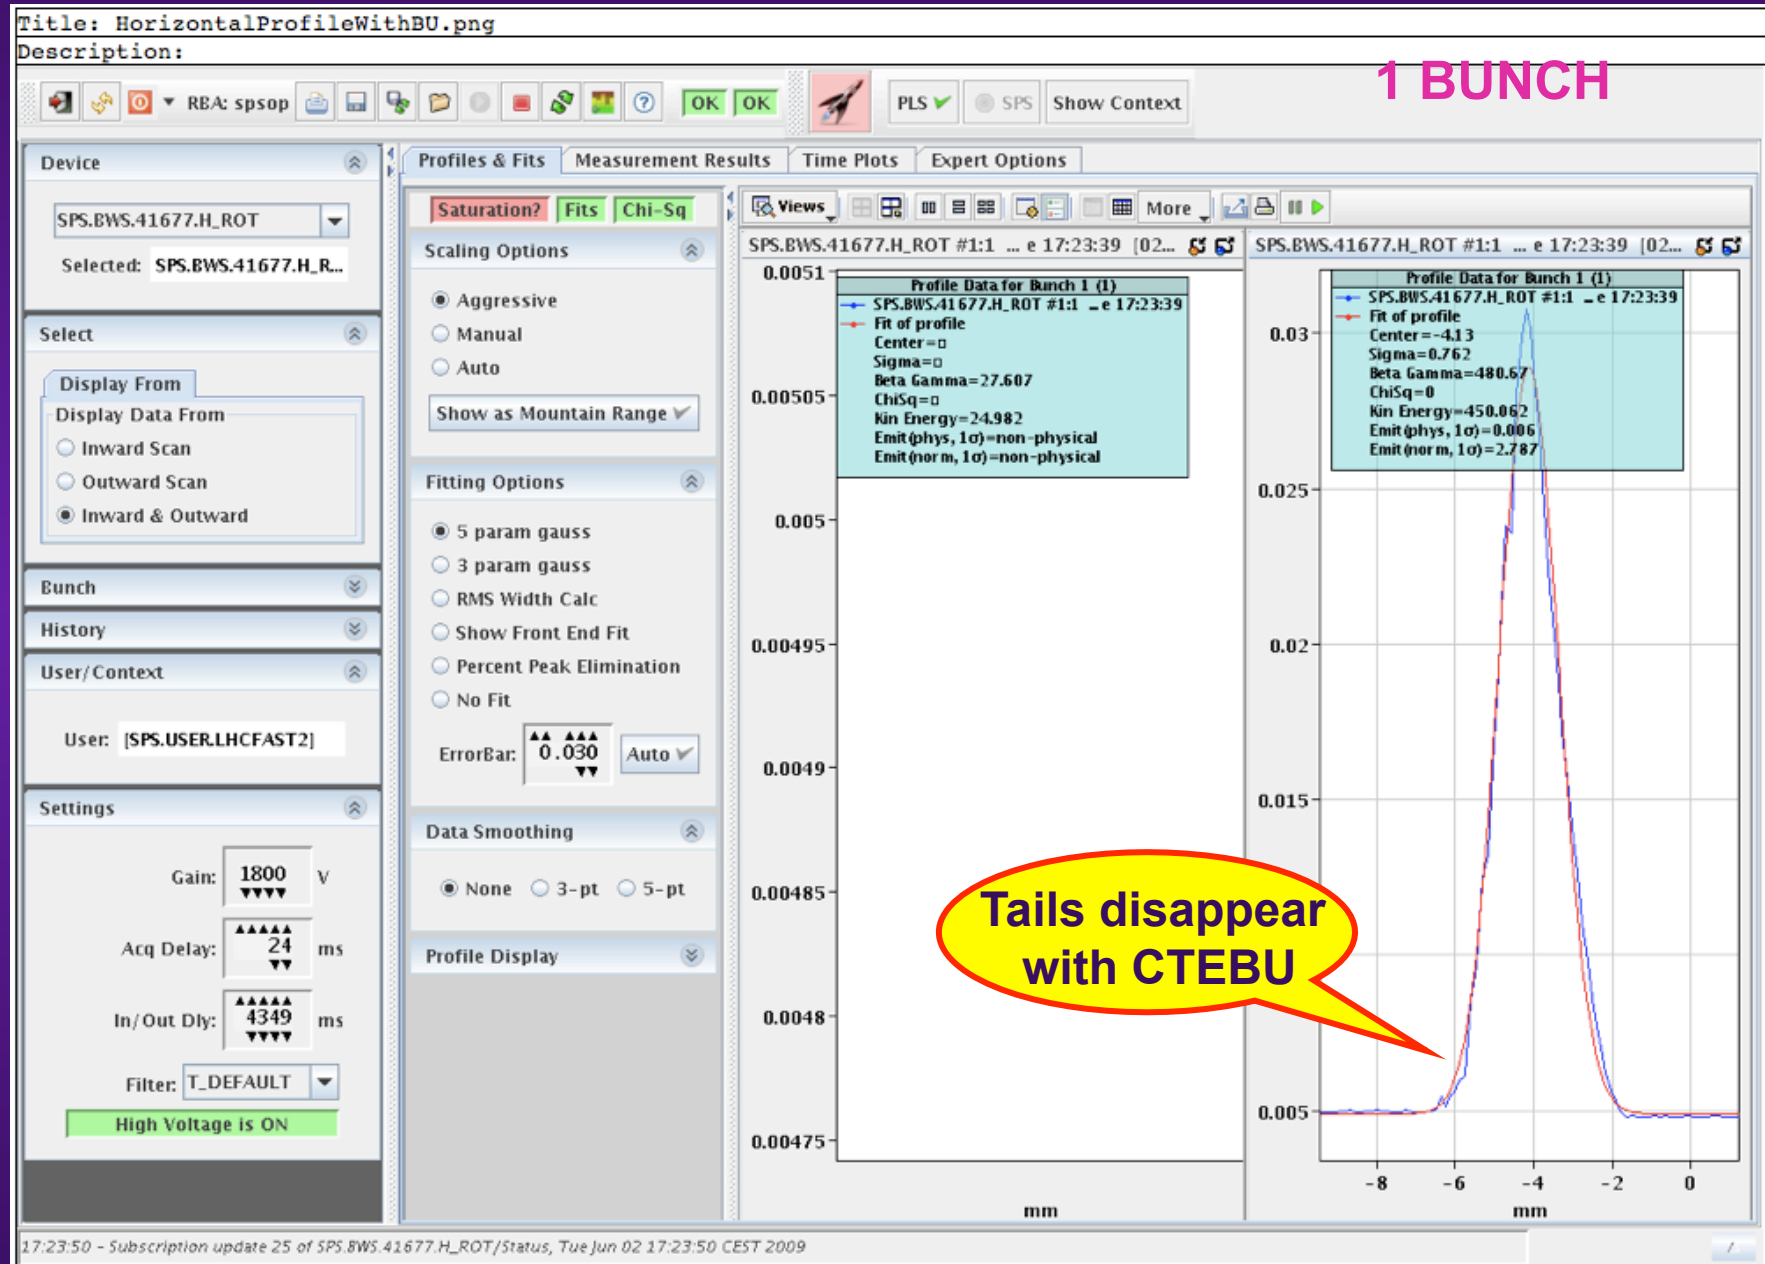 Title: HorizontalProfileWithBU.png
Description:
1 BUNCH
RBA: spsop
OK OK
PLS SPS Show Context
Device
SPS.BWS.41677.H_ROT
Selected: SPS.BWS.41677.H_R...
Select
Display From
Display Data From
Inward Scan
Outward Scan
Inward & Outward
Bunch
History
User/Context
User: [SPS.USER.LHCFAST2]
Settings
Gain: 1800 V
Acq Delay: 24 ms
In/Out Dly: 4349 ms
Filter: T_DEFAULT
High Voltage is ON
Profiles & Fits Measurement Results Time Plots Expert Options
Saturation? Fits Chi-Sq
Scaling Options
Aggressive
Manual
Auto
Show as Mountain Range
Fitting Options
5 param gauss
3 param gauss
RMS Width Calc
Show Front End Fit
Percent Peak Elimination
No Fit
ErrorBar: 0.030 Auto
Data Smoothing
None 3-pt 5-pt
Profile Display
Views More
SPS.BWS.41677.H_ROT #1:1 ... e 17:23:39 [02...
0.0051
0.00505
0.005
0.00495
0.0049
0.00485
0.0048
0.00475
Profile Data for Bunch 1 (1)
SPS.BWS.41677.H_ROT #1:1 ... e 17:23:39
Fit of profile
Center=□
Sigma=□
Beta Gamma=27.607
ChiSq=□
Kin Energy=24.982
Emit(phys, 1σ)=non-physical
Emit(norm, 1σ)=non-physical
mm
SPS.BWS.41677.H_ROT #1:1 ... e 17:23:39 [02...
Profile Data for Bunch 1 (1)
SPS.BWS.41677.H_ROT #1:1 ... e 17:23:39
Fit of profile
Center=-4.13
Sigma=0.762
Beta Gamma=480.67
ChiSq=0
Kin Energy=450.062
Emit(phys, 1σ)=0.006
Emit(norm, 1σ)=2.787
0.03
0.025
0.02
0.015
0.005
-8 -6 -4 -2 0
mm
Tails disappear
with CTEBU
17:23:50 - Subscription update 25 of SPS.BWS.41677.H_ROT/Status, Tue Jun 02 17:23:50 CEST 2009